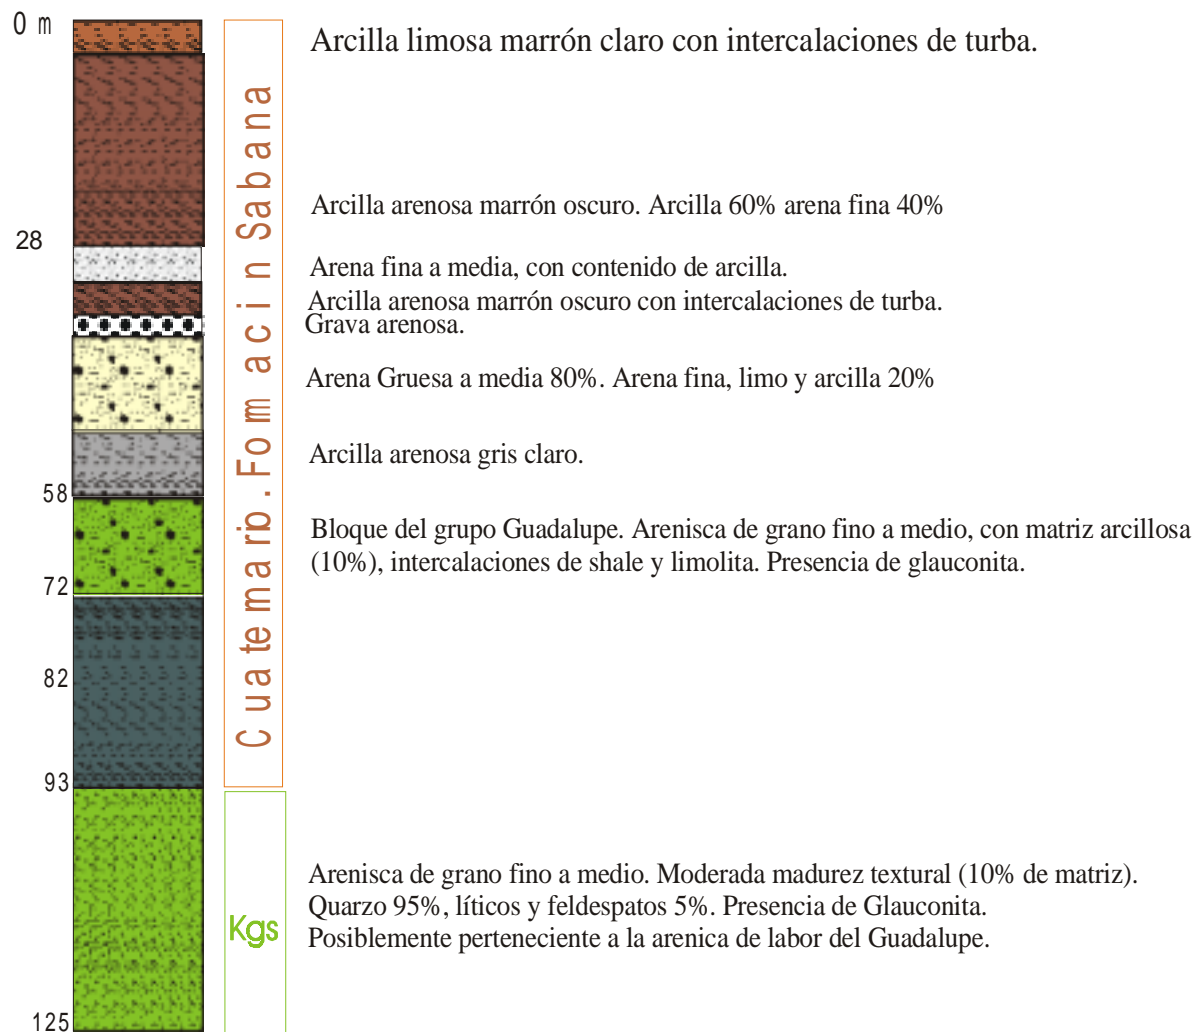 0 m
Arcilla limosa marrón claro con intercalaciones de turba.
Arcilla arenosa marrón oscuro. Arcilla 60% arena fina 40%
28
Arena fina a media, con contenido de arcilla.
Arcilla arenosa marrón oscuro con intercalaciones de turba.
Grava arenosa.
Arena Gruesa a media 80%. Arena fina, limo y arcilla 20%
Arcilla arenosa gris claro.
58
Bloque del grupo Guadalupe. Arenisca de grano fino a medio, con matriz arcillosa
(10%), intercalaciones de shale y limolita. Presencia de glauconita.
72
82
93
Cuaternario. Formacin Sabana
Arenisca de grano fino a medio. Moderada madurez textural (10% de matriz).
Quarzo 95%, líticos y feldespatos 5%. Presencia de Glauconita.
Posiblemente perteneciente a la arenica de labor del Guadalupe.
Kgs
125